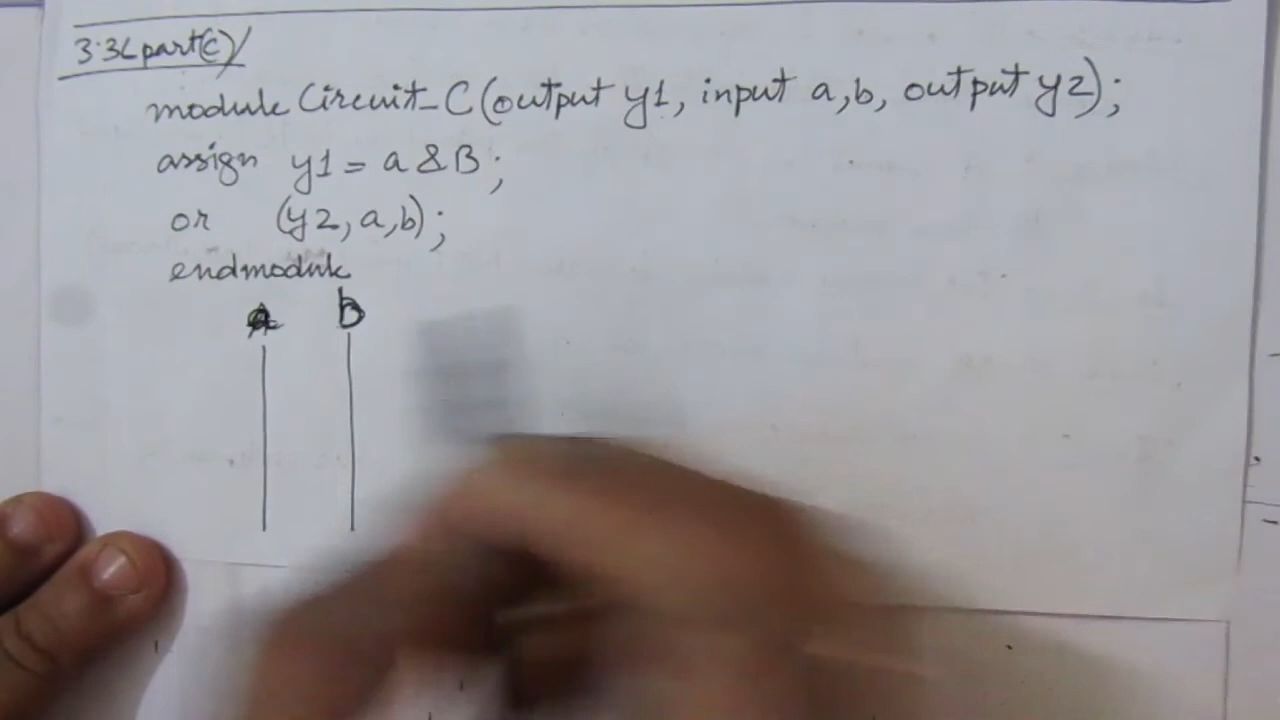 3.36 part(c)/
module Circuit_C(output y1, input a,b, output y2);
assign y1 = a & B;
or (y2, a,b);
endmodule
a b